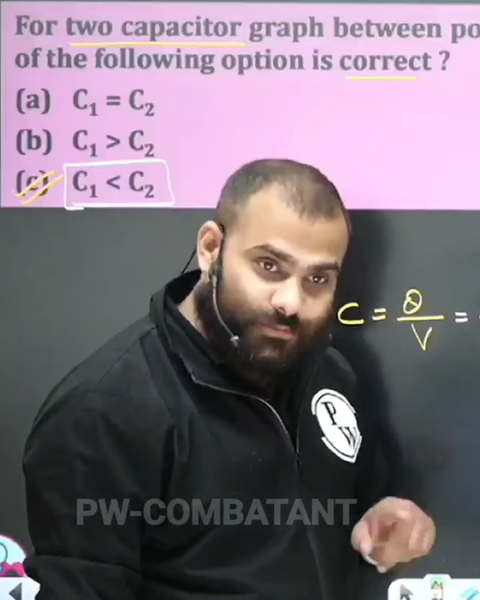 For two capacitor graph between po
of the following option is correct ?
(a) C₁ = C₂
(b) C₁ > C₂
(c) C₁ < C₂
C = Q/V =
PW
PW-COMBATANT